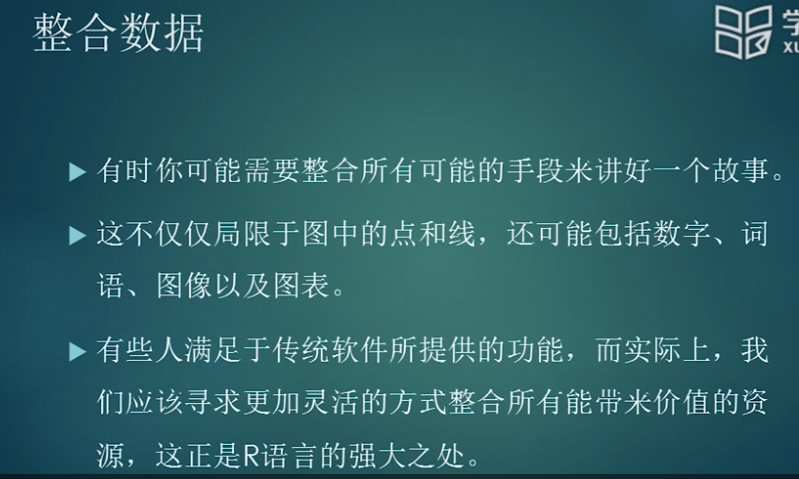 整合数据
学
xu
有时你可能需要整合所有可能的手段来讲好一个故事。
这不仅仅局限于图中的点和线，还可能包括数字、词
语、图像以及图表。
有些人满足于传统软件所提供的功能，而实际上，我
们应该寻求更加灵活的方式整合所有能带来价值的资
源，这正是R语言的强大之处。